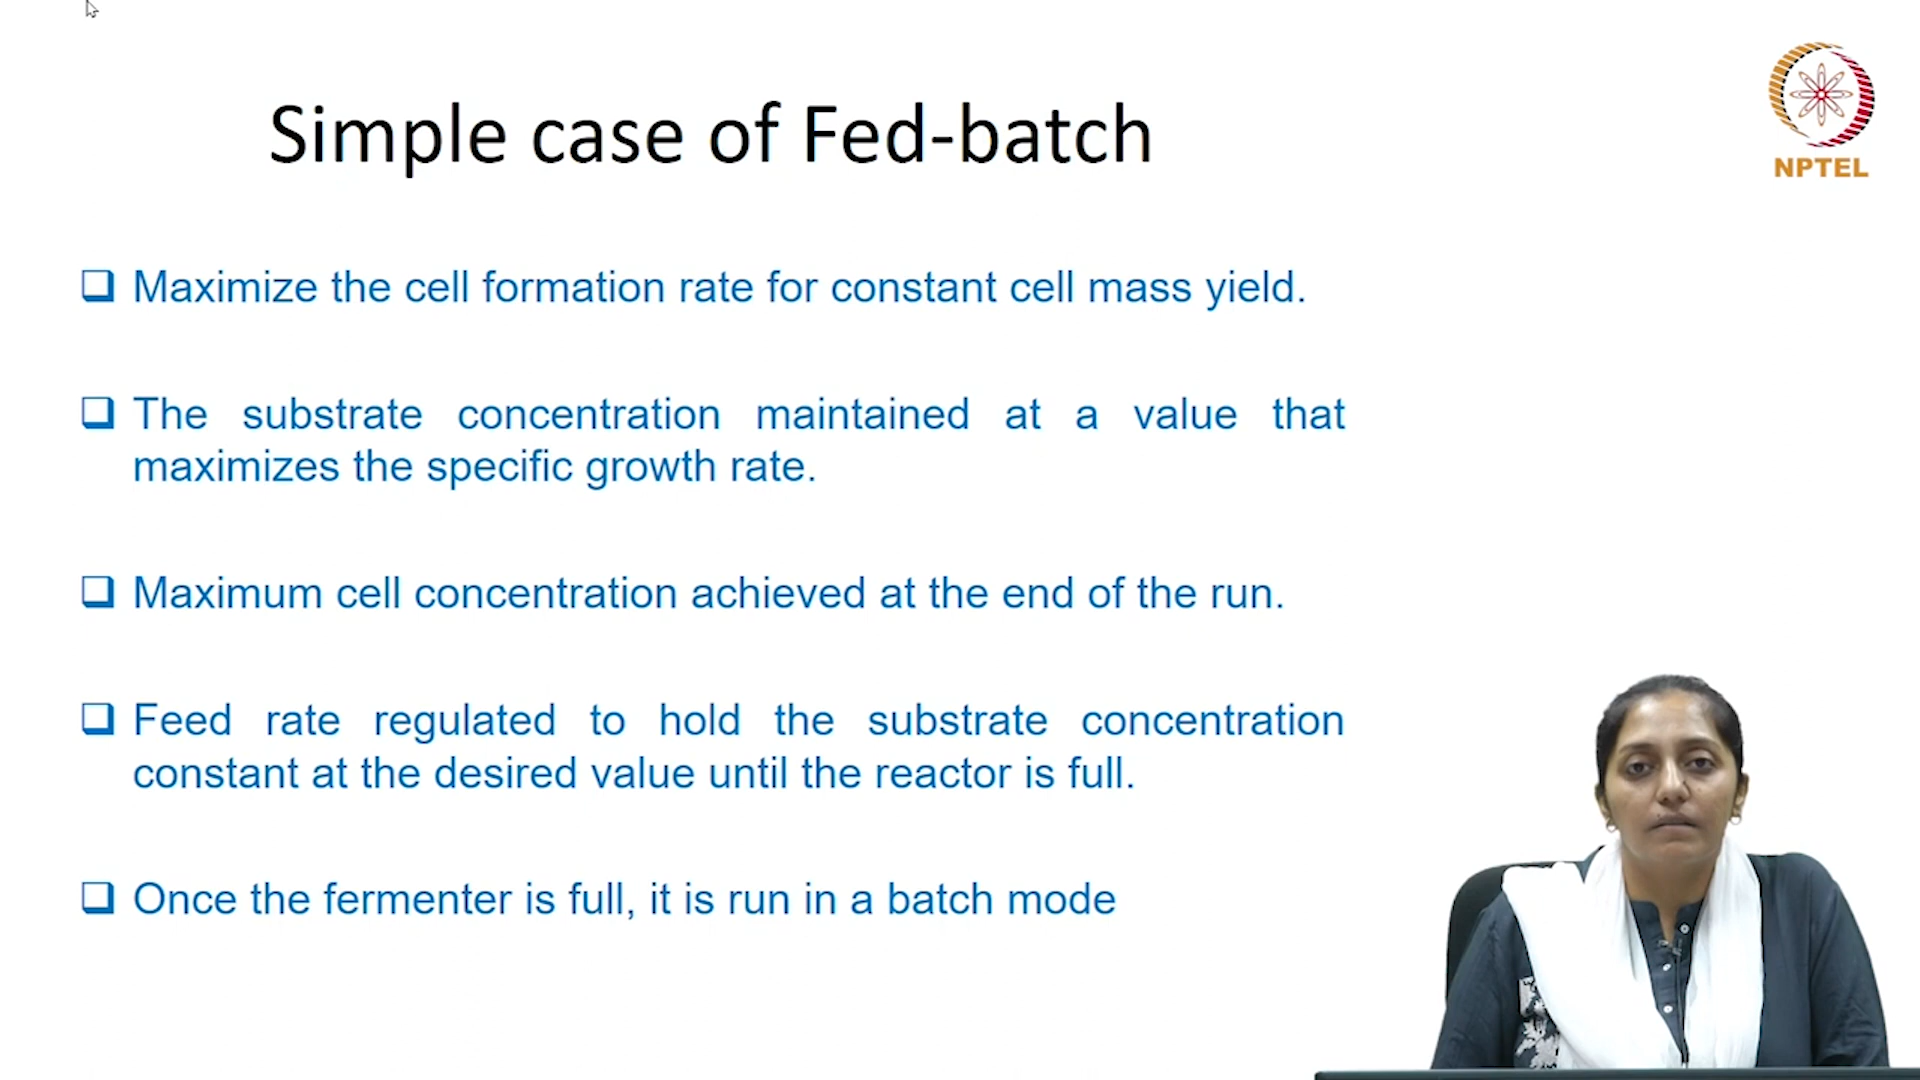 Simple case of Fed-batch
NPTEL
❑ Maximize the cell formation rate for constant cell mass yield.
❑ The substrate concentration maintained at a value that
maximizes the specific growth rate.
❑ Maximum cell concentration achieved at the end of the run.
❑ Feed rate regulated to hold the substrate concentration
constant at the desired value until the reactor is full.
❑ Once the fermenter is full, it is run in a batch mode